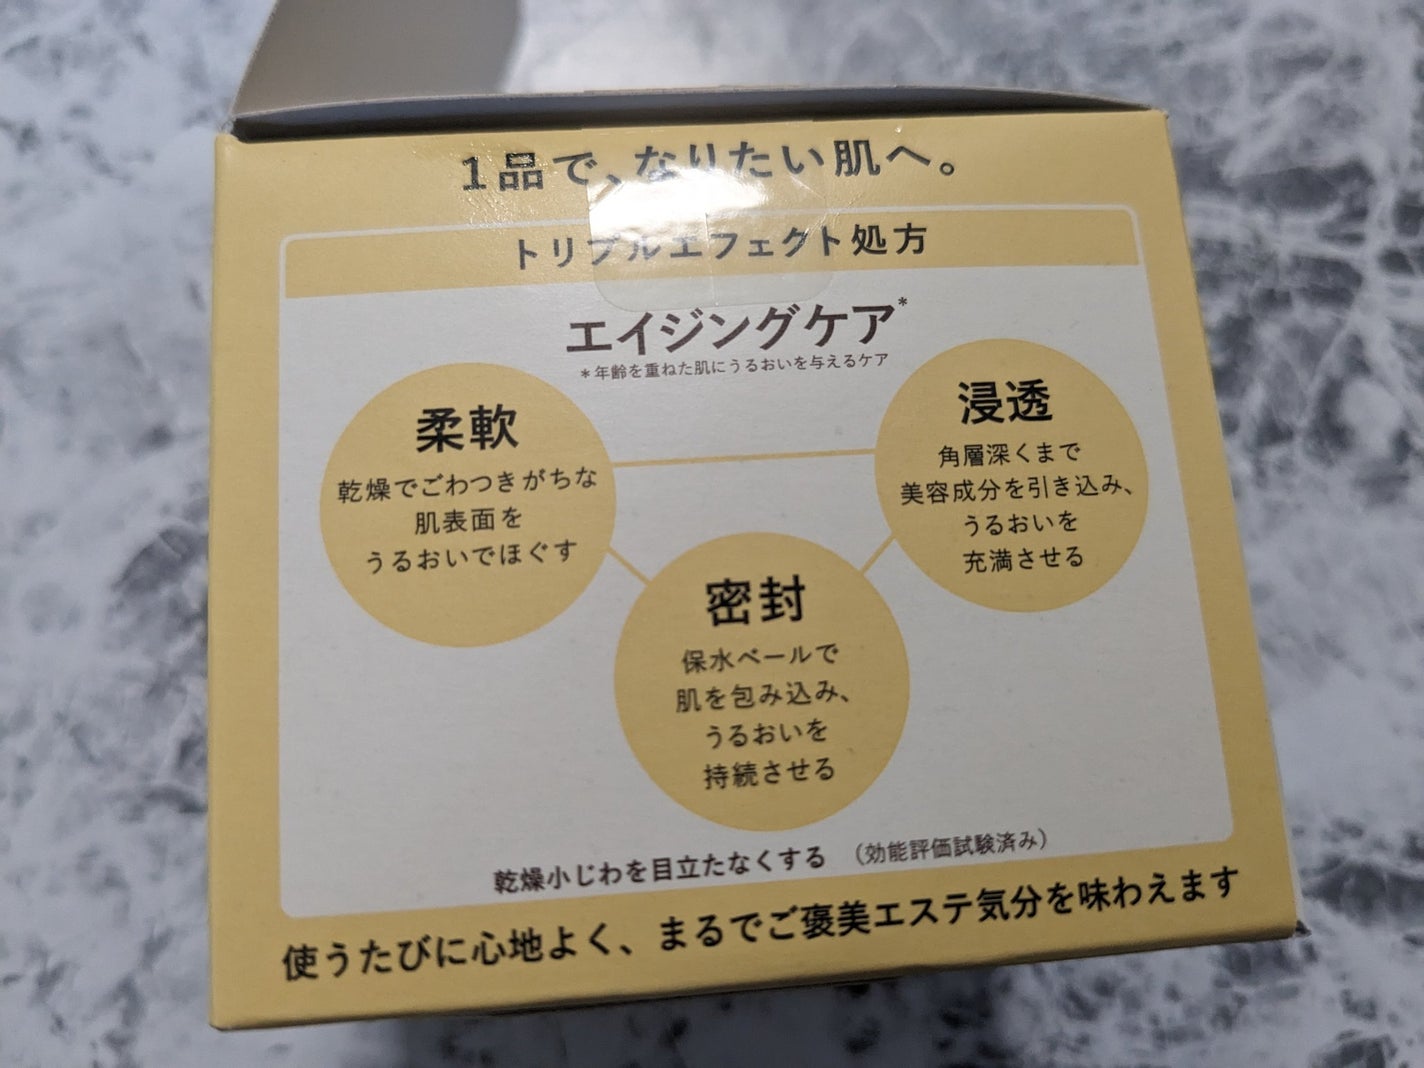 1品で、なりたい肌へ。
トリプルエフェクト処方
エイジングケア*
*年齢を重ねた肌にうるおいを与えるケア
柔軟
乾燥でごわつきがちな
肌表面を
うるおいでほぐす
浸透
角層深くまで
美容成分を引き込み、
うるおいを
充満させる
密封
保水ベールで
肌を包み込み、
うるおいを
持続させる
乾燥小じわを目立たなくする （効能評価試験済み）
使うたびに心地よく、まるでご褒美エステ気分を味わえます